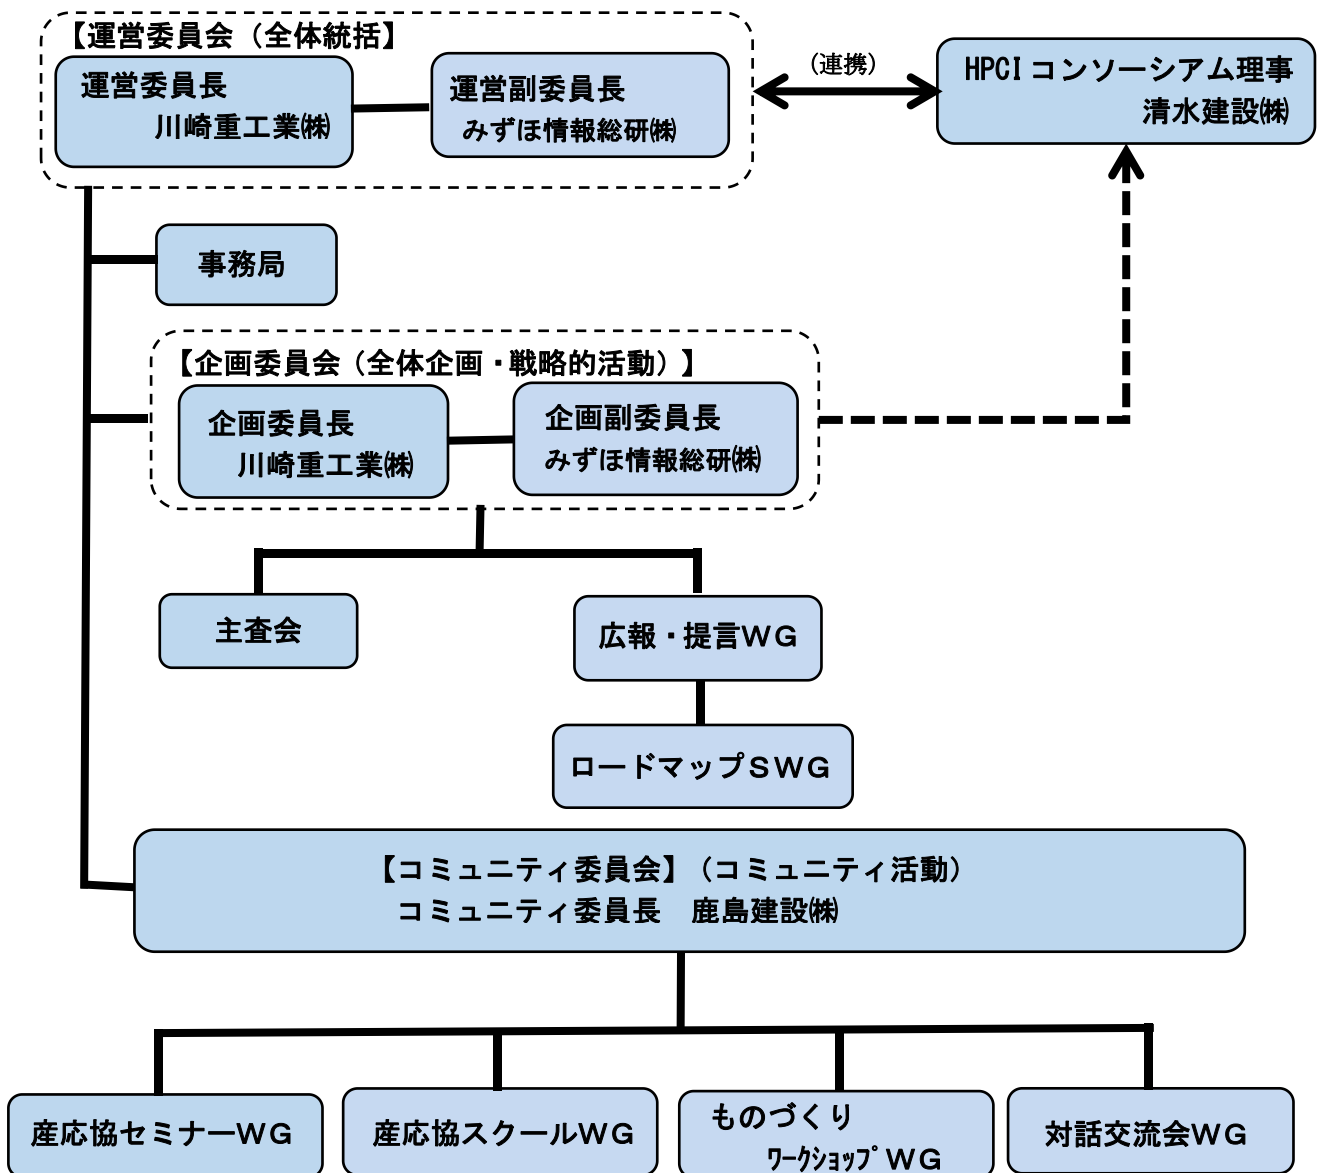 【運営委員会（全体統括】
運営委員長
川崎重工業㈱
運営副委員長
みずほ情報総研㈱
（連携）
HPCIコンソーシアム理事
清水建設㈱
事務局
【企画委員会（全体企画・戦略的活動）】
企画委員長
川崎重工業㈱
企画副委員長
みずほ情報総研㈱
主査会
広報・提言ＷＧ
ロードマップＳＷＧ
【コミュニティ委員会】（コミュニティ活動）
コミュニティ委員長　鹿島建設㈱
産応協セミナーＷＧ
産応協スクールＷＧ
ものづくり
ﾜｰｸｼｮｯﾌﾟＷＧ
対話交流会ＷＧ